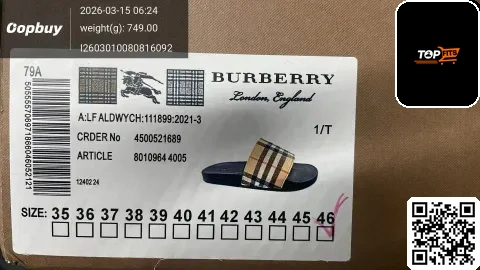 Oopbuy
2026-03-15 06:24
weight(g): 749.00
I2603010080816092
TOP
FITS
79A
BURBERRY
London, England
A:LF ALDWYCH:111899:2021-3
CRDER No 4500521689
ARTICLE 8010964 4005
1/T
12402 24
SIZE: 35 36 37 38 39 40 41 42 43 44 45 46